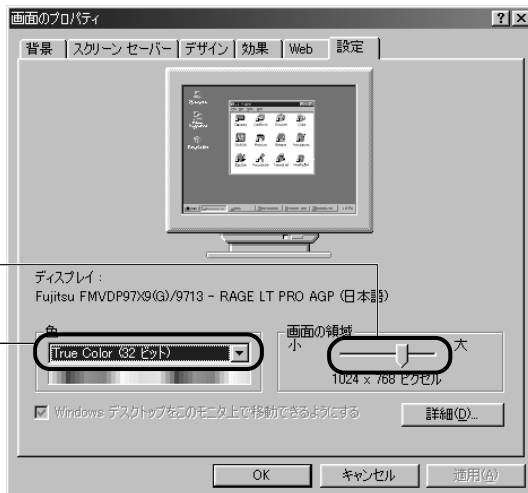 画面のプロパティ
背景 スクリーン セーバー デザイン 効果 Web 設定
ディスプレイ :
Fujitsu FMVDP97X9(G)/9713 - RAGE LT PRO AGP (日本語)
色
True Color (32 ビット)
画面の領域
小 大
1024 x 768 ピクセル
Windows デスクトップをこのモニタ上で移動できるようにする
詳細(D)...
OK キャンセル 適用(A)